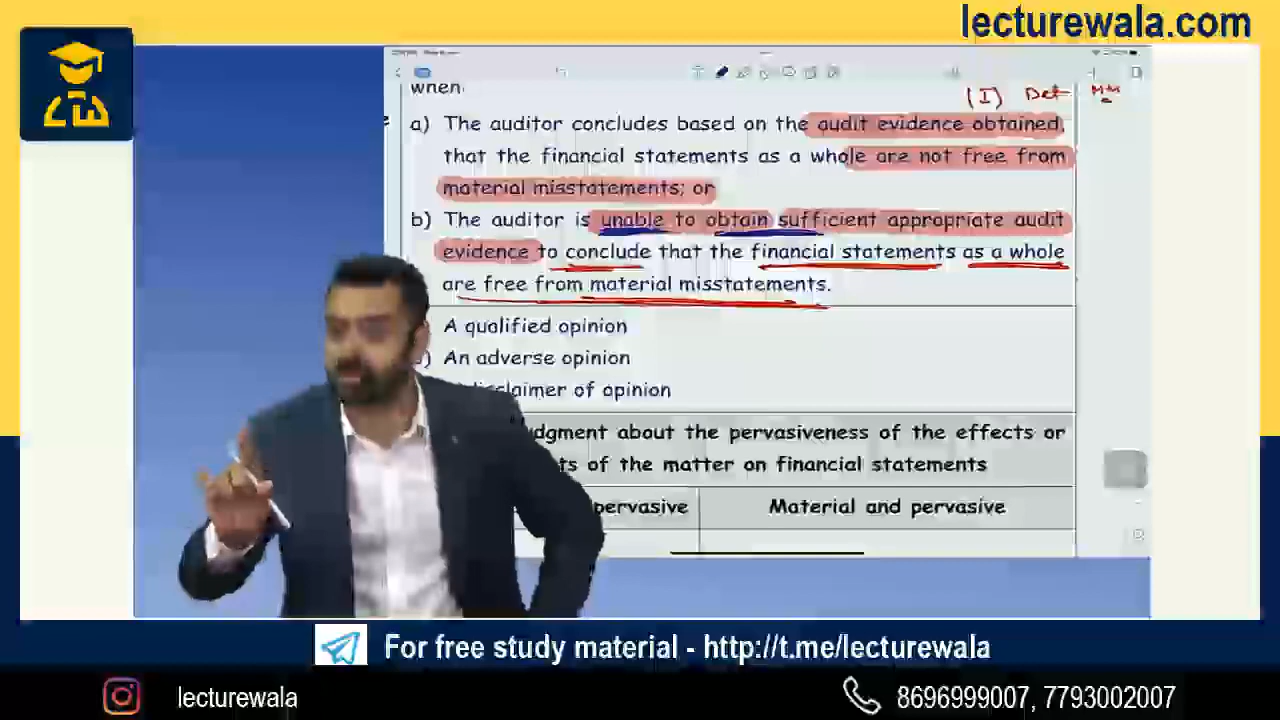 lecturewala.com
when
(I) Det MM
a) The auditor concludes based on the audit evidence obtained,
that the financial statements as a whole are not free from
material misstatements; or
b) The auditor is unable to obtain sufficient appropriate audit
evidence to conclude that the financial statements as a whole
are free from material misstatements.
A qualified opinion
) An adverse opinion
disclaimer of opinion
dgment about the pervasiveness of the effects or
ts of the matter on financial statements
pervasive Material and pervasive
For free study material - http://t.me/lecturewala
lecturewala 8696999007, 7793002007